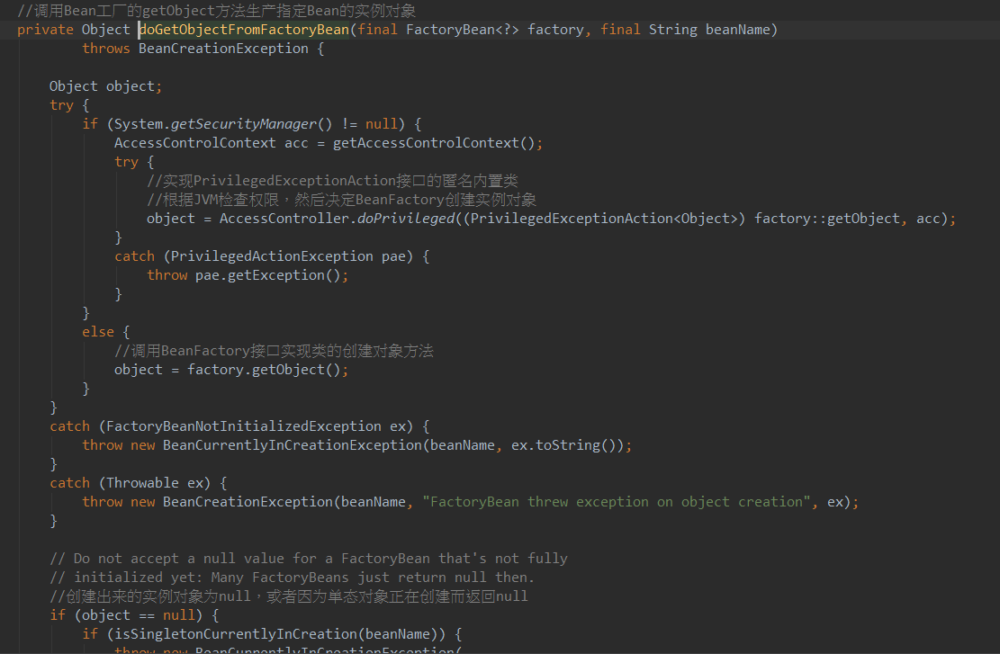 //调用Bean工厂的getObject方法生产指定Bean的实例对象
private Object doGetObjectFromFactoryBean(final FactoryBean<?> factory, final String beanName)
        throws BeanCreationException {
    Object object;
    try {
        if (System.getSecurityManager() != null) {
            AccessControlContext acc = getAccessControlContext();
            try {
                //实现PrivilegedExceptionAction接口的匿名内置类
                //根据JVM检查权限，然后决定BeanFactory创建实例对象
                object = AccessController.doPrivileged((PrivilegedExceptionAction<Object>) factory::getObject, acc);
            }
            catch (PrivilegedActionException pae) {
                throw pae.getException();
            }
        }
        else {
            //调用BeanFactory接口实现类的创建对象方法
            object = factory.getObject();
        }
    }
    catch (FactoryBeanNotInitializedException ex) {
        throw new BeanCurrentlyInCreationException(beanName, ex.toString());
    }
    catch (Throwable ex) {
        throw new BeanCreationException(beanName, "FactoryBean threw exception on object creation", ex);
    }
    // Do not accept a null value for a FactoryBean that's not fully
    // initialized yet: Many FactoryBeans just return null then.
    //创建出来的实例对象为null，或者因为单态对象正在创建而返回null
    if (object == null) {
        if (isSingletonCurrentlyInCreation(beanName)) {
            throw new BeanCurrentlyInCreationException(